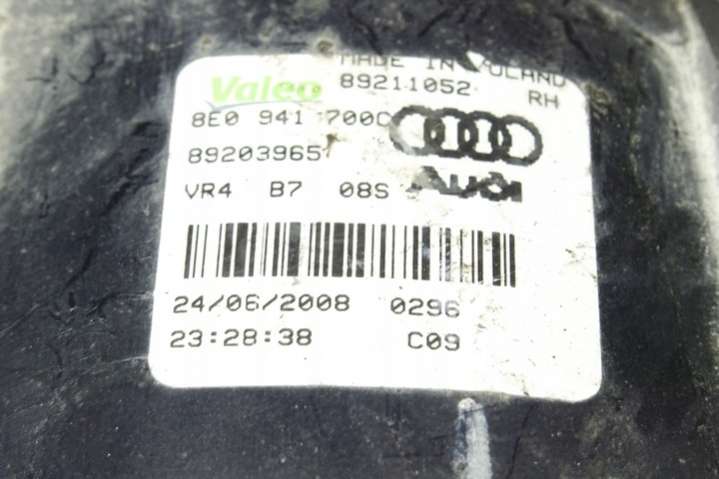 MADE IN POLAND
Valeo 89211052 RH
8E0 941 700C
89203965
VR4 B7 08S Audi
24/06/2008 0296
23:28:38 C09